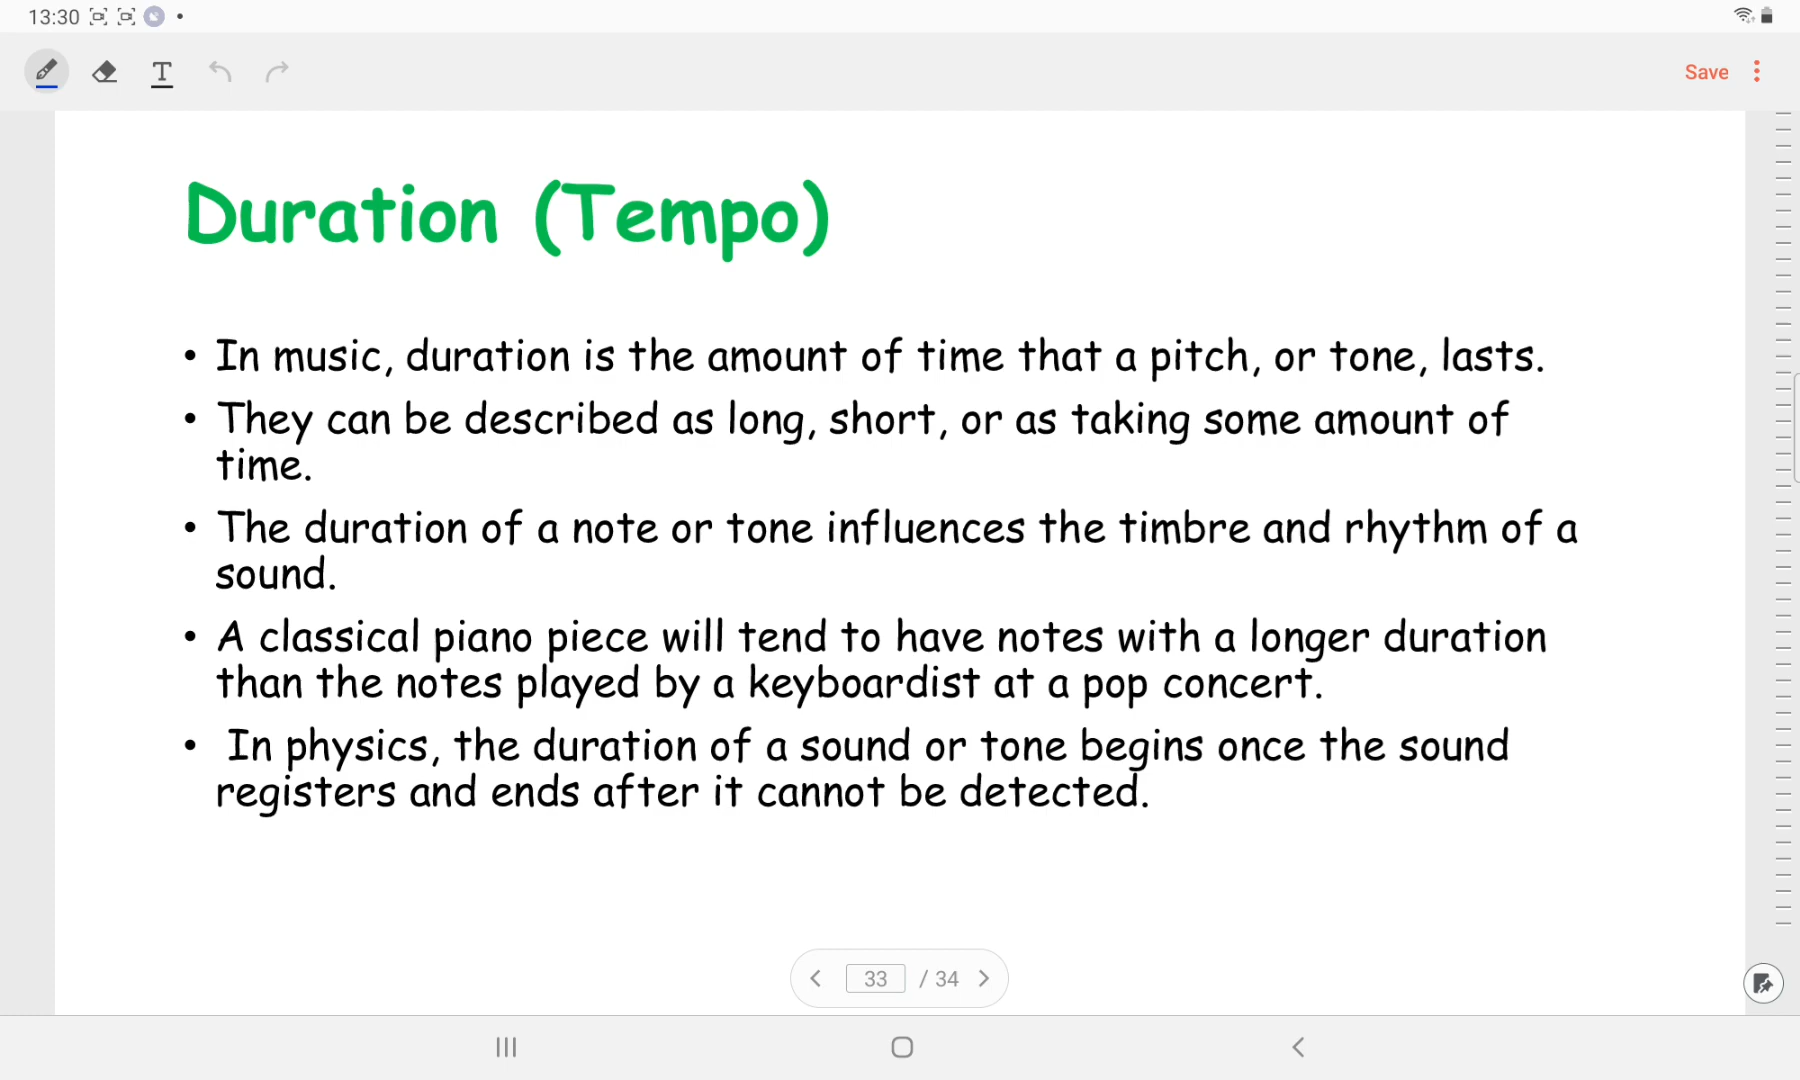 13:30
Save
Duration (Tempo)
• In music, duration is the amount of time that a pitch, or tone, lasts.
• They can be described as long, short, or as taking some amount of
time.
• The duration of a note or tone influences the timbre and rhythm of a
sound.
• A classical piano piece will tend to have notes with a longer duration
than the notes played by a keyboardist at a pop concert.
• In physics, the duration of a sound or tone begins once the sound
registers and ends after it cannot be detected.
33 / 34